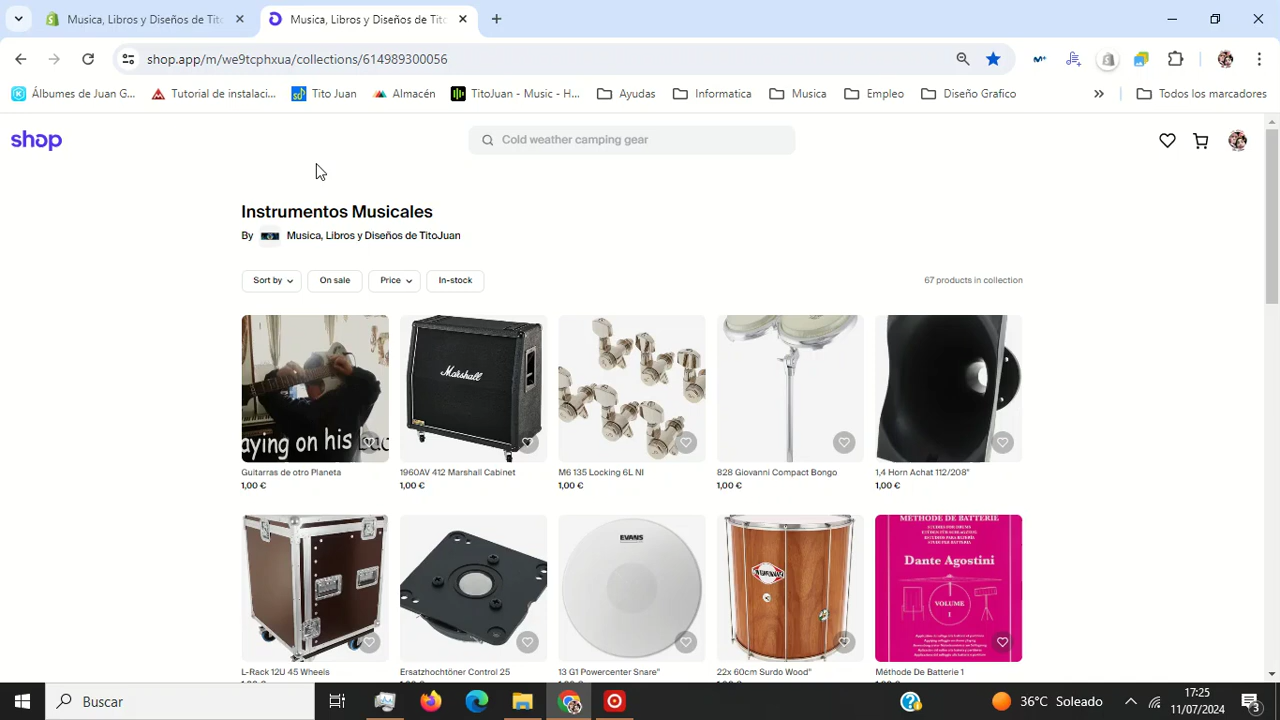 Musica, Libros y Diseños de Tito
Musica, Libros y Diseños de Tito
shop.app/m/we9tcphxua/collections/614989300056
Álbumes de Juan G...
Tutorial de instalaci...
Tito Juan
Almacén
TitoJuan - Music - H...
Ayudas
Informatica
Musica
Empleo
Diseño Grafico
»
Todos los marcadores
shop
Cold weather camping gear
Instrumentos Musicales
By Musica, Libros y Diseños de TitoJuan
Sort by
On sale
Price
In-stock
67 products in collection
aying on his bac
Marshall
Guitarras de otro Planeta
1960AV 412 Marshall Cabinet
M6 135 Locking 6L NI
828 Giovanni Compact Bongo
1,4 Horn Achat 112/208"
1,00 €
1,00 €
1,00 €
1,00 €
1,00 €
EVANS
METHODE DE BATTERIE
Dante Agostini
VOLUME
1
L-Rack 12U 45 Wheels
Ersatzhochtöner Control 25
13 G1 Powercenter Snare"
22x 60cm Surdo Wood"
Méthode De Batterie 1
Buscar
36°C Soleado
17:25
11/07/2024
3